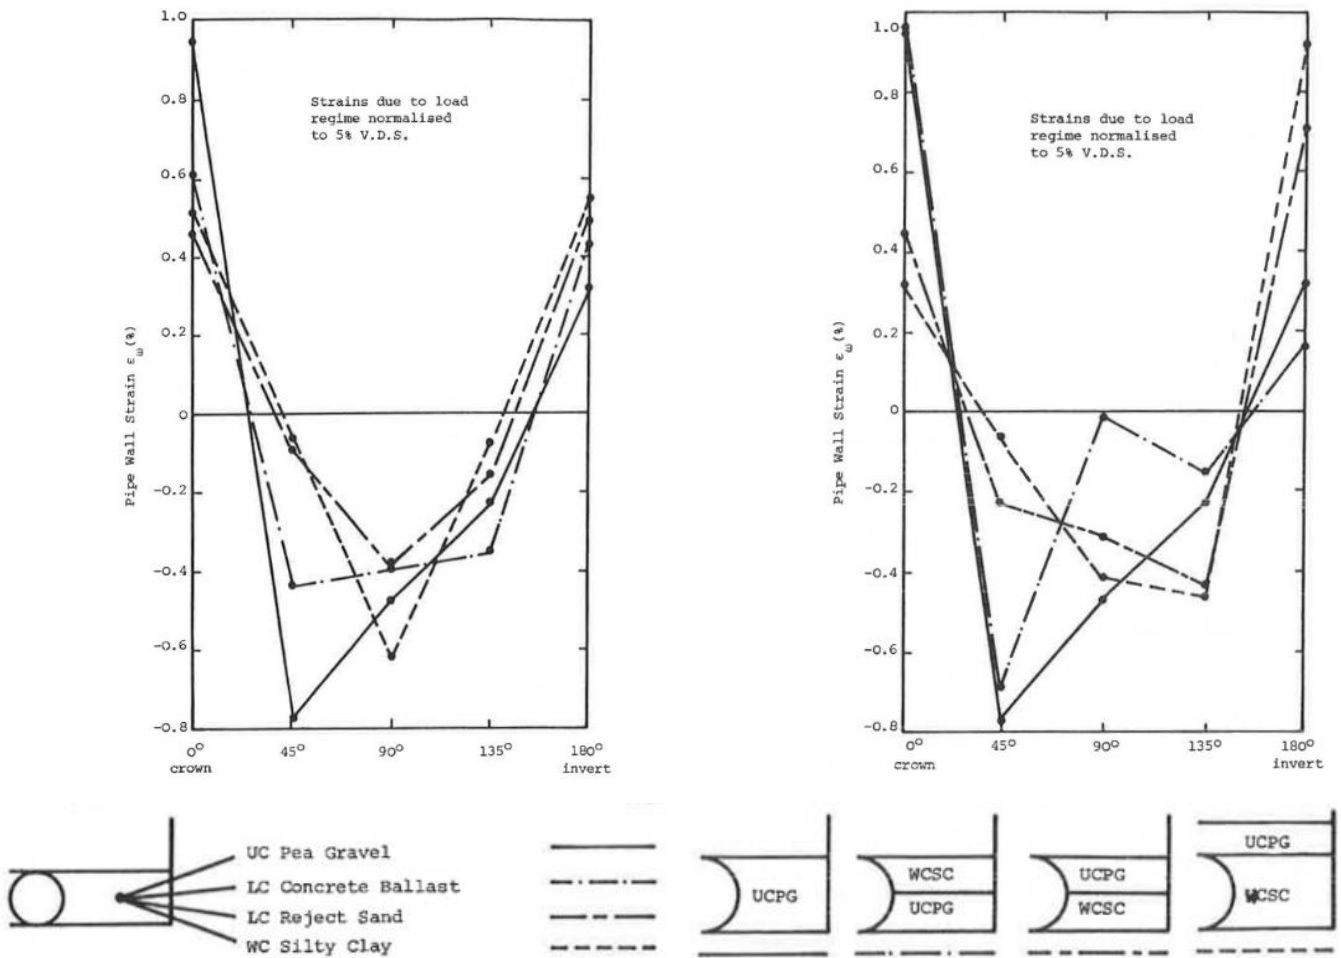 1.0
0.8
0.6
0.4
0.2
0
-0.2
-0.4
-0.6
-0.8
Pipe Wall Strain εω(%)
Strains due to load
regime normalised
to 5% V.D.S.
0° 45° 90° 135° 180°
crown invert
1.0
0.8
0.6
0.4
0.2
0
-0.2
-0.4
-0.6
-0.8
Pipe Wall Strain εω(%)
Strains due to load
regime normalised
to 5% V.D.S.
0° 45° 90° 135° 180°
crown invert
UC Pea Gravel
LC Concrete Ballast
LC Reject Sand
WC Silty Clay
UCPG
WCSC
UCPG
UCPG
WCSC
UCPG
WCSC